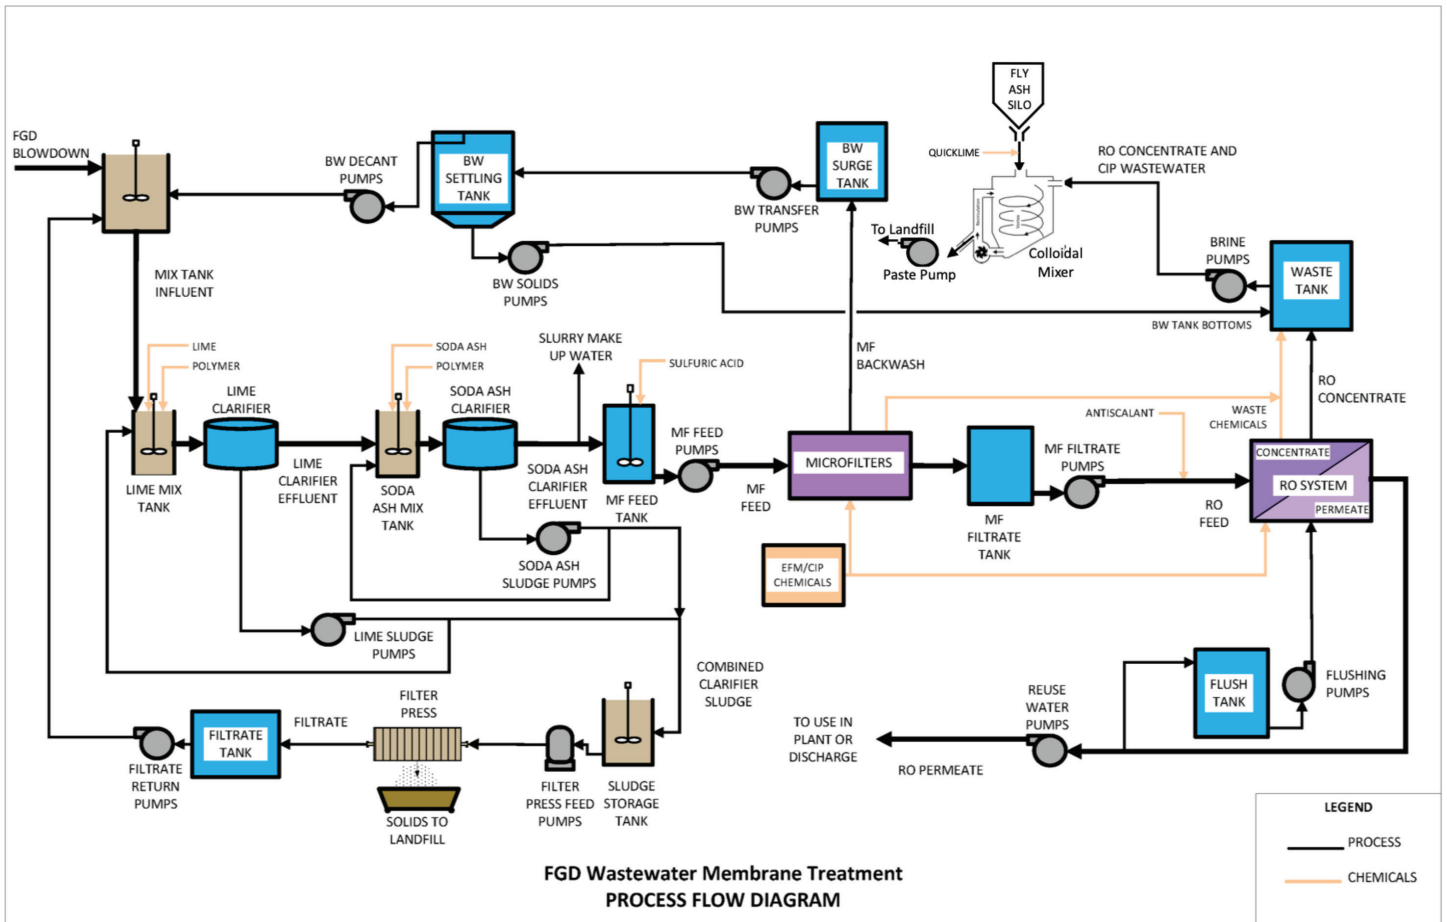 FLY
ASH
SILO
FGD
BLOWDOWN
BW DECANT
PUMPS
BW
SETTLING
TANK
BW
SURGE
TANK
BW TRANSFER
PUMPS
QUICKLIME
RO CONCENTRATE AND
CIP WASTEWATER
To Landfill
Paste Pump
Colloidal
Mixer
BRINE
PUMPS
WASTE
TANK
MIX TANK
INFLUENT
BW SOLIDS
PUMPS
BW TANK BOTTOMS
LIME
POLYMER
SODA ASH
POLYMER
SLURRY MAKE
UP WATER
SULFURIC ACID
MF
BACKWASH
RO
CONCENTRATE
LIME
CLARIFIER
SODA ASH
CLARIFIER
ANTISCALANT
WASTE
CHEMICALS
MF FEED
PUMPS
MICROFILTERS
MF FILTRATE
PUMPS
CONCENTRATE
RO SYSTEM
PERMEATE
LIME MIX
TANK
LIME
CLARIFIER
EFFLUENT
SODA
ASH MIX
TANK
SODA ASH
CLARIFIER
EFFLUENT
MF FEED
TANK
MF
FEED
MF
FILTRATE
TANK
RO
FEED
SODA ASH
SLUDGE PUMPS
EFM/CIP
CHEMICALS
LIME SLUDGE
PUMPS
COMBINED
CLARIFIER
SLUDGE
FLUSH
TANK
FLUSHING
PUMPS
REUSE
WATER
PUMPS
TO USE IN
PLANT OR
DISCHARGE
RO PERMEATE
FILTER
PRESS
FILTRATE
FILTRATE
TANK
FILTRATE
RETURN
PUMPS
SOLIDS TO
LANDFILL
FILTER
PRESS FEED
PUMPS
SLUDGE
STORAGE
TANK
LEGEND
PROCESS
CHEMICALS
FGD Wastewater Membrane Treatment
PROCESS FLOW DIAGRAM